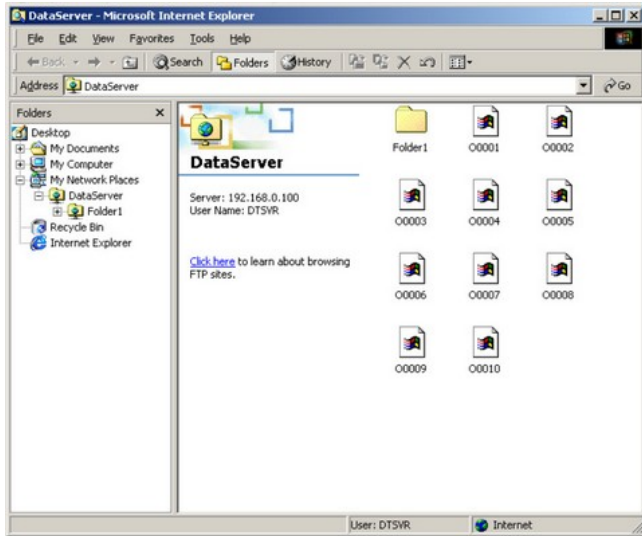 DataServer - Microsoft Internet Explorer
File Edit View Favorites Tools Help
Back Search Folders History
Address DataServer Go
Folders
Desktop
My Documents
My Computer
My Network Places
DataServer
Folder1
Recycle Bin
Internet Explorer
DataServer
Server: 192.168.0.100
User Name: DTSVR
Click here to learn about browsing
FTP sites.
Folder1 O0001 O0002
O0003 O0004 O0005
O0006 O0007 O0008
O0009 O0010
User: DTSVR Internet